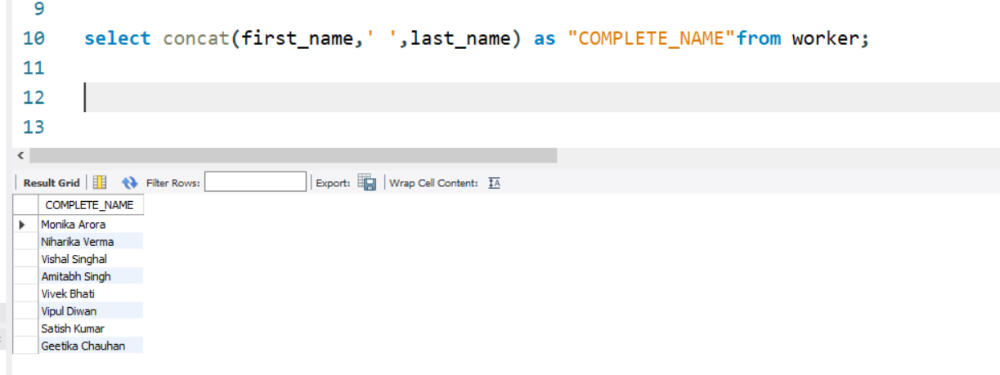 9
10 select concat(first_name,' ',last_name) as "COMPLETE_NAME"from worker;
11
12
13
Result Grid Filter Rows: Export: Wrap Cell Content:
COMPLETE_NAME
Monika Arora
Niharika Verma
Vishal Singhal
Amitabh Singh
Vivek Bhati
Vipul Diwan
Satish Kumar
Geetika Chauhan